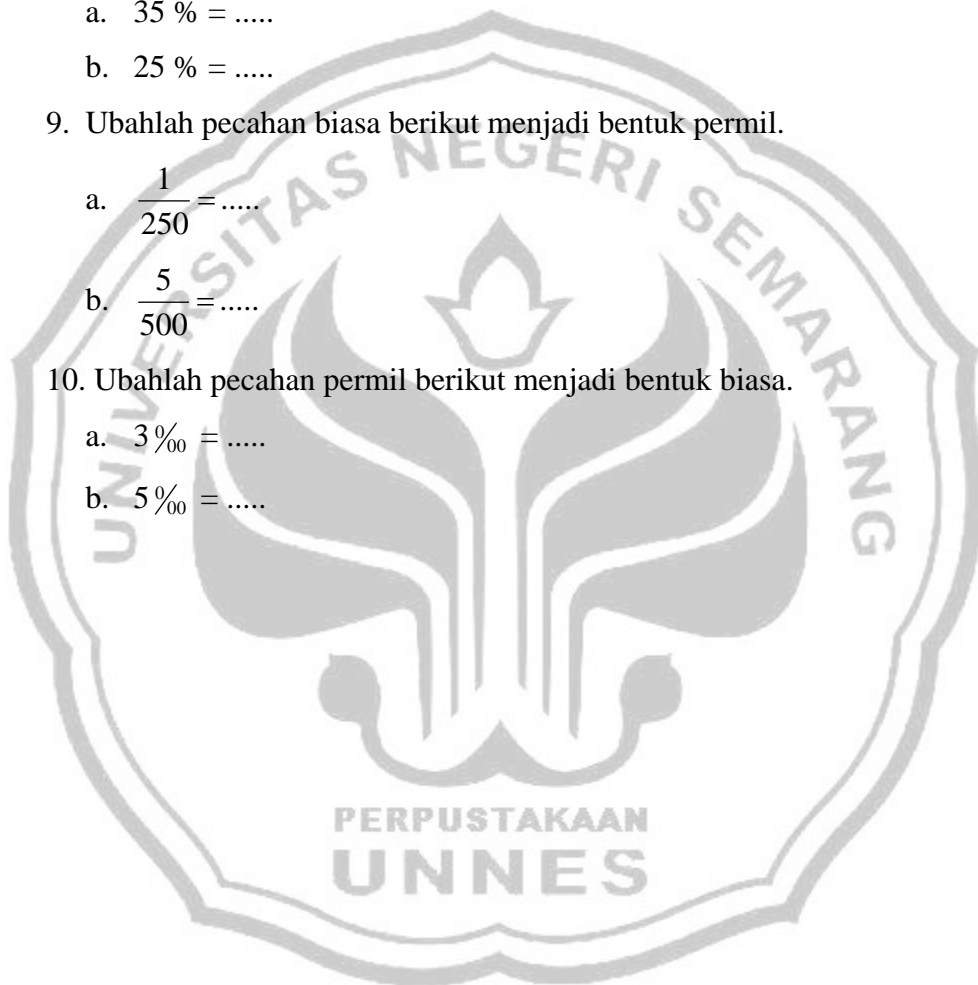 a. 35 % = .....
b. 25 % = .....
9. Ubahlah pecahan biasa berikut menjadi bentuk permil.
a. 1/250 = .....
b. 5/500 = .....
10. Ubahlah pecahan permil berikut menjadi bentuk biasa.
a. 3 ‰ = .....
b. 5 ‰ = .....
UNIVERSITAS NEGERI SEMARANG
PERPUSTAKAAN
UNNES